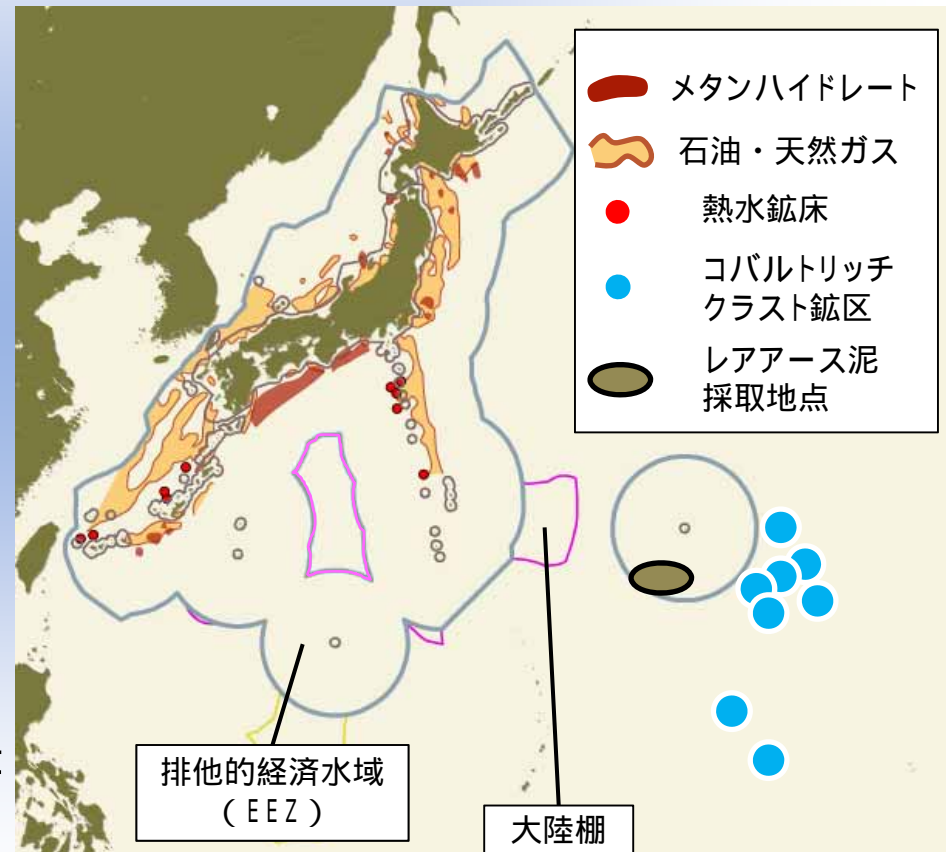 メタンハイドレート
石油・天然ガス
熱水鉱床
コバルトリッチ
クラスト鉱区
レアアース泥
採取地点
排他的経済水域
（ＥＥＺ）
大陸棚